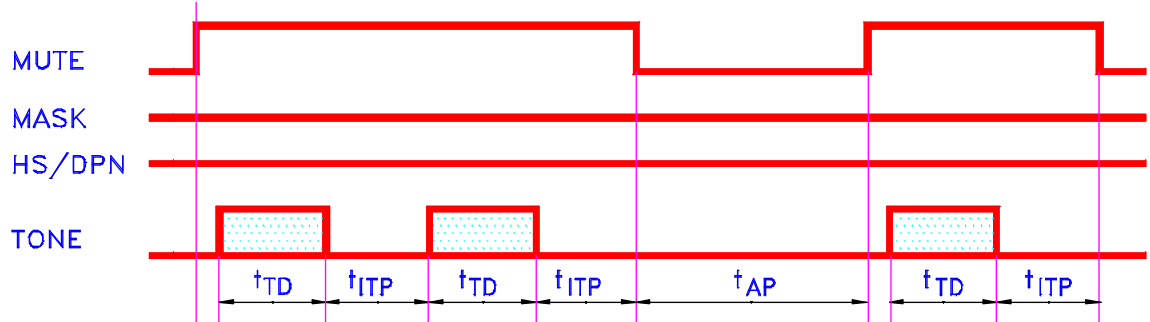 MUTE
MASK
HS/DPN
TONE
tTD tITP tTD tITP tAP tTD tITP